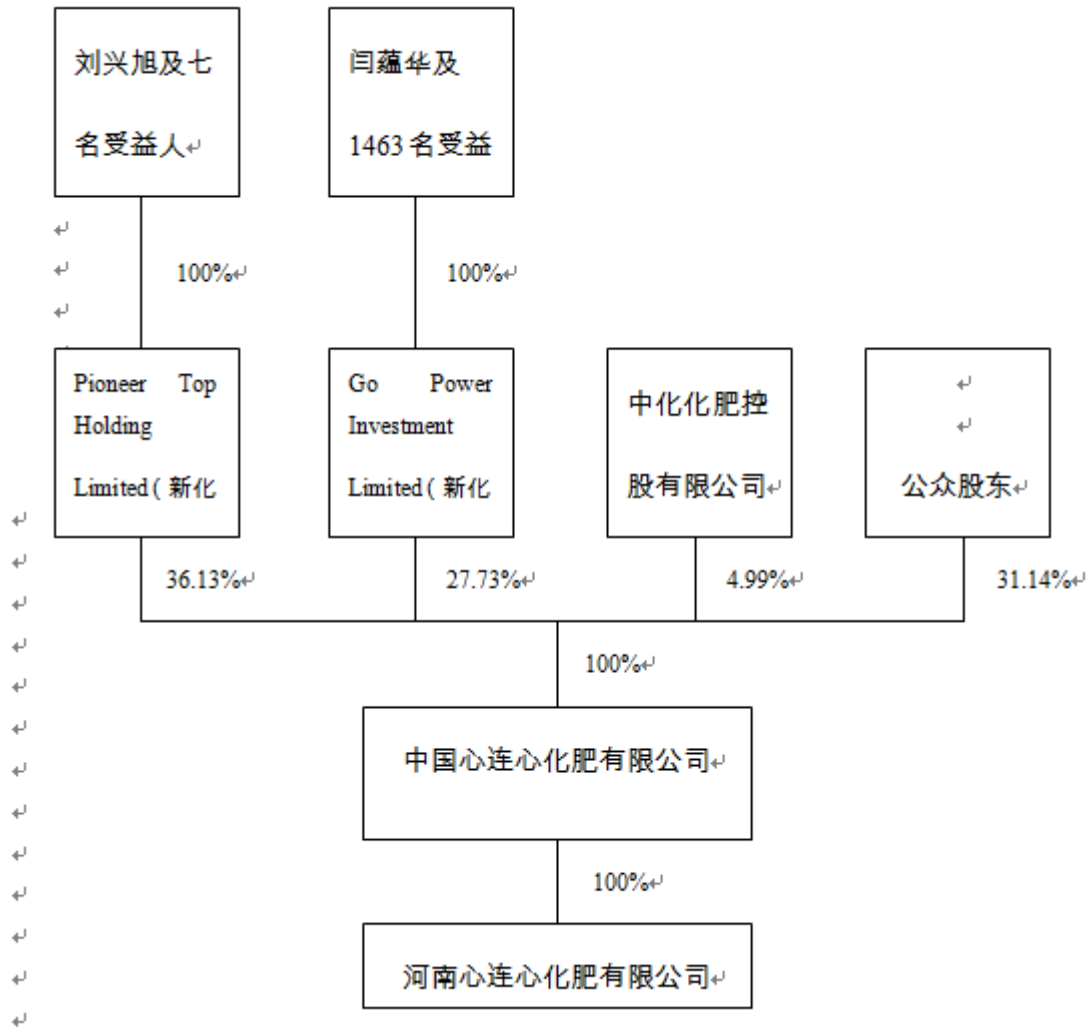 刘兴旭及七
名受益人
闫蕴华及
1463 名受益
100%
100%
Pioneer Top
Holding
Limited ( 新化
Go Power
Investment
Limited ( 新化
中化化肥控
股有限公司
公众股东
36.13%
27.73%
4.99%
31.14%
100%
中国心连心化肥有限公司
100%
河南心连心化肥有限公司